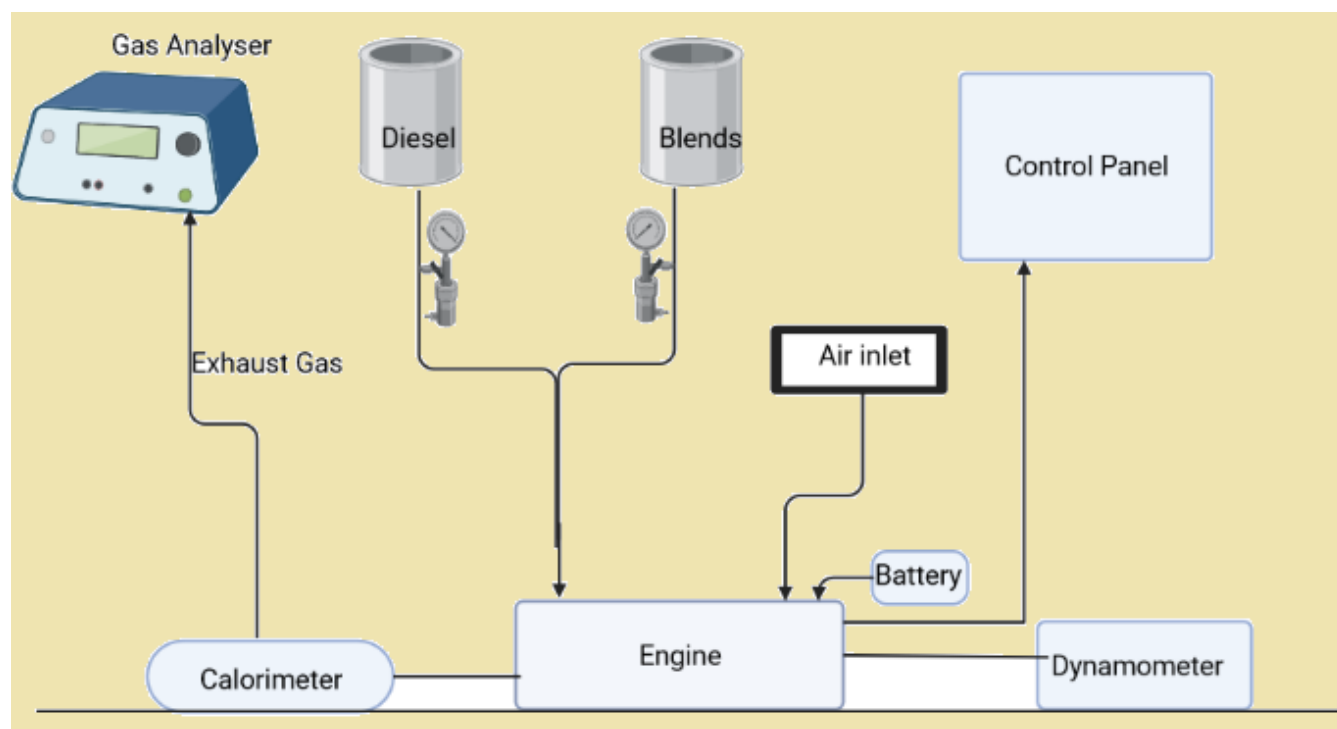 Gas Analyser
Diesel
Blends
Control Panel
Exhaust Gas
Air inlet
Battery
Engine
Calorimeter
Dynamometer